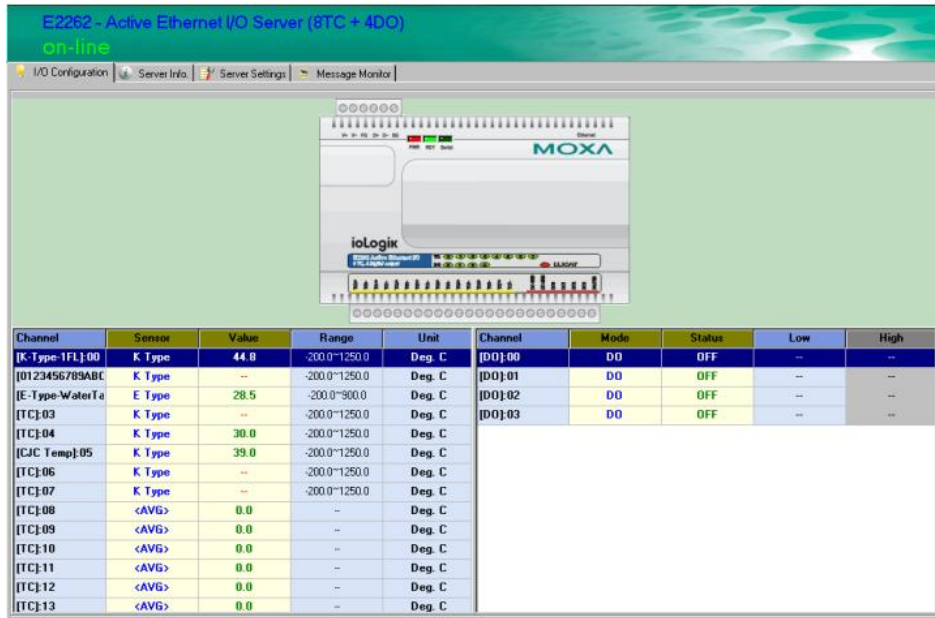 E2262 - Active Ethernet I/O Server (8TC + 4DO)
on-line
I/O Configuration Server Info. Server Settings Message Monitor
Ethernet
PWR RDY Serial
MOXA
ioLogik
Channel Sensor Value Range Unit Channel Mode Status Low High
[K-Type-1FL]:00 K Type 44.8 -200.0~1250.0 Deg. C [DO]:00 DO OFF -- --
[0123456789ABC K Type -- -200.0~1250.0 Deg. C [DO]:01 DO OFF -- --
[E-Type-WaterTa E Type 28.5 -200.0~900.0 Deg. C [DO]:02 DO OFF -- --
[TC]:03 K Type -- -200.0~1250.0 Deg. C [DO]:03 DO OFF -- --
[TC]:04 K Type 30.0 -200.0~1250.0 Deg. C
[CJC Temp]:05 K Type 39.0 -200.0~1250.0 Deg. C
[TC]:06 K Type -- -200.0~1250.0 Deg. C
[TC]:07 K Type -- -200.0~1250.0 Deg. C
[TC]:08 <AVG> 0.0 -- Deg. C
[TC]:09 <AVG> 0.0 -- Deg. C
[TC]:10 <AVG> 0.0 -- Deg. C
[TC]:11 <AVG> 0.0 -- Deg. C
[TC]:12 <AVG> 0.0 -- Deg. C
[TC]:13 <AVG> 0.0 -- Deg. C